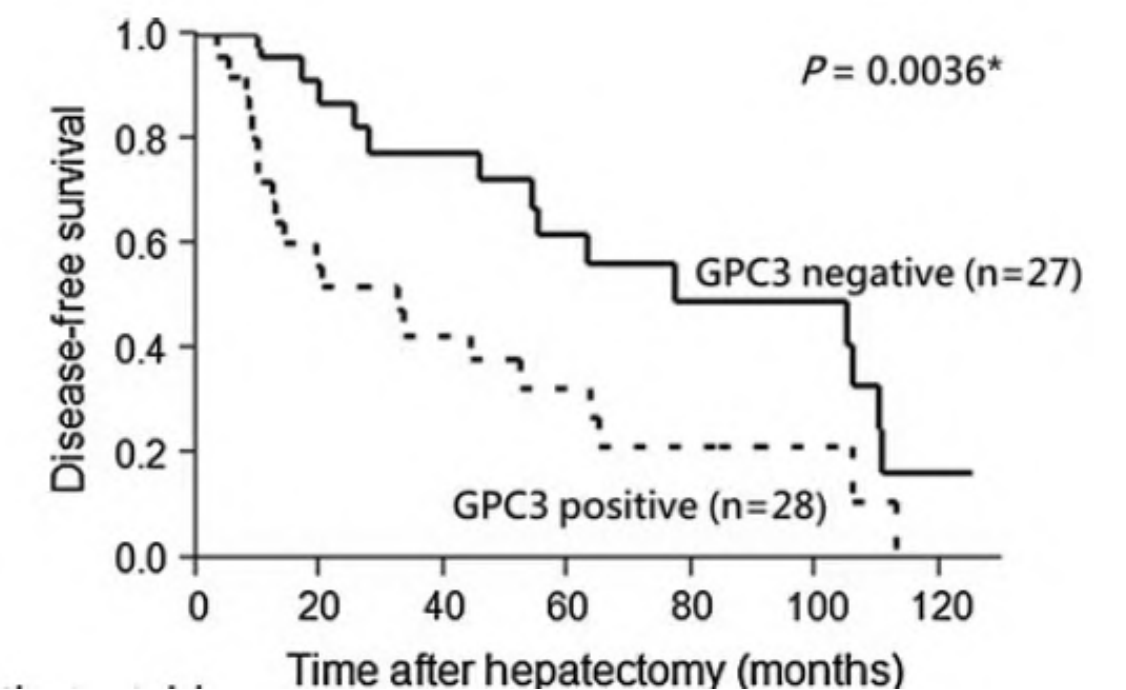 1.0
P = 0.0036*
0.8
Disease-free survival
0.6
GPC3 negative (n=27)
0.4
0.2
GPC3 positive (n=28)
0.0
0 20 40 60 80 100 120
Time after hepatectomy (months)